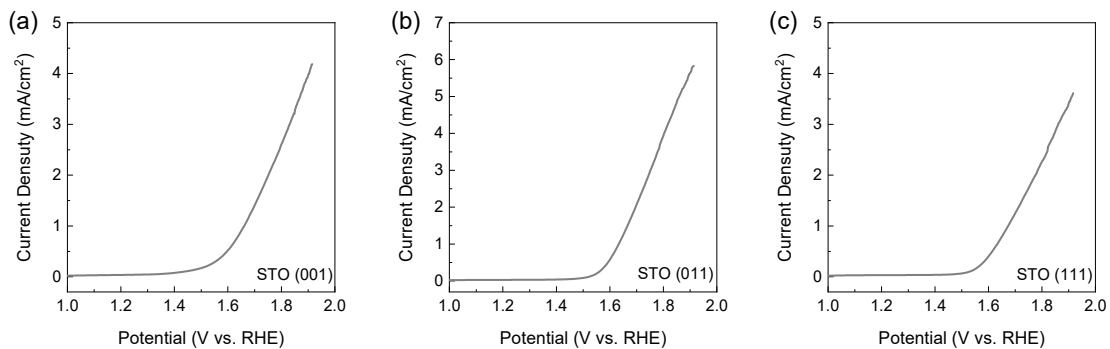 (a)
5
4
3
2
1
0
Current Densuty (mA/cm²)
STO (001)
1.0 1.2 1.4 1.6 1.8 2.0
Potential (V vs. RHE)
(b)
7
6
5
4
3
2
1
0
Current Densuty (mA/cm²)
STO (011)
1.0 1.2 1.4 1.6 1.8 2.0
Potential (V vs. RHE)
(c)
5
4
3
2
1
0
Current Densuty (mA/cm²)
STO (111)
1.0 1.2 1.4 1.6 1.8 2.0
Potential (V vs. RHE)